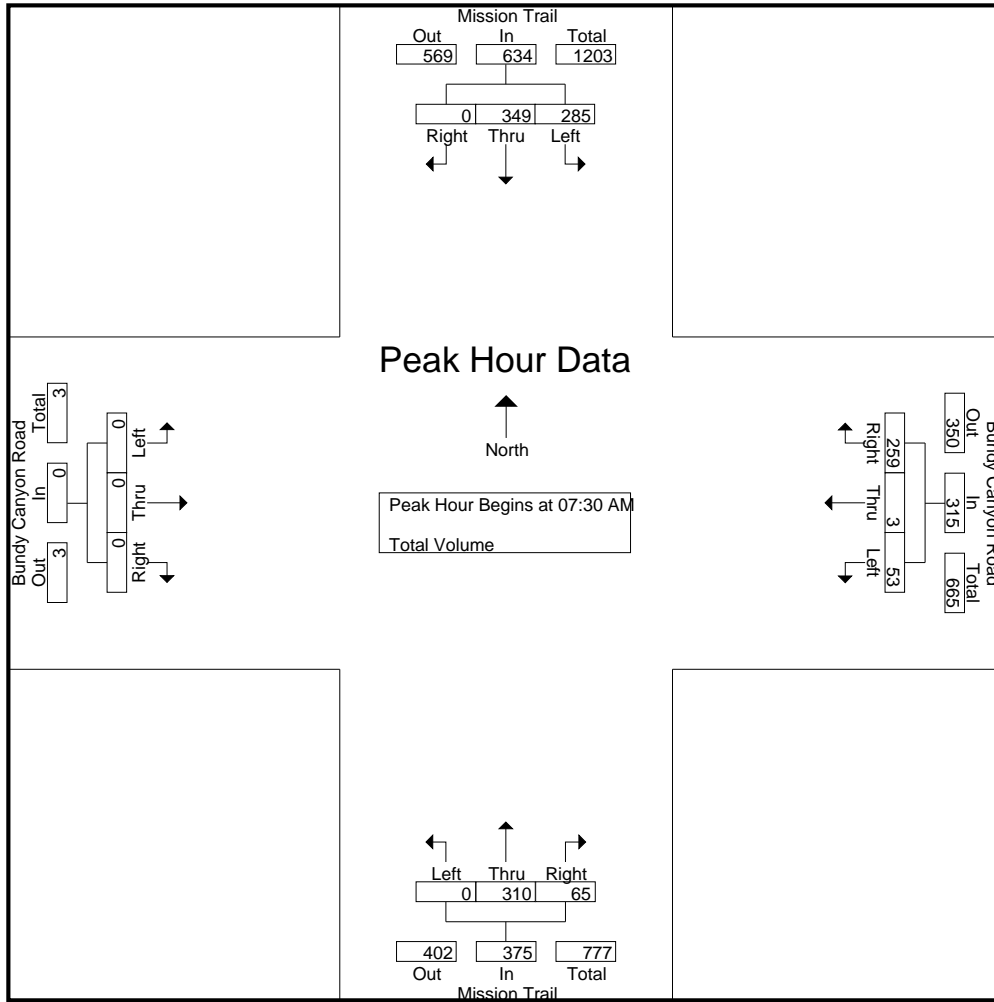 Mission Trail
Out In Total
569 634 1203
0 349 285
Right Thru Left
Peak Hour Data
North
Peak Hour Begins at 07:30 AM
Total Volume
Bundy Canyon Road
Total In Out
3 0 3
0 0 0
Left Thru Right
Bundy Canyon Road
Out In Total
350 315 665
259 3 53
Right Thru Left
Left Thru Right
0 310 65
402 375 777
Out In Total
Mission Trail